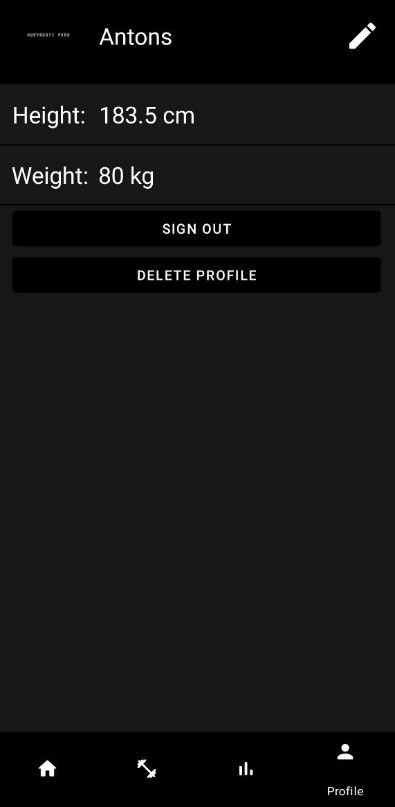 Antons
Height: 183.5 cm
Weight: 80 kg
SIGN OUT
DELETE PROFILE
Profile